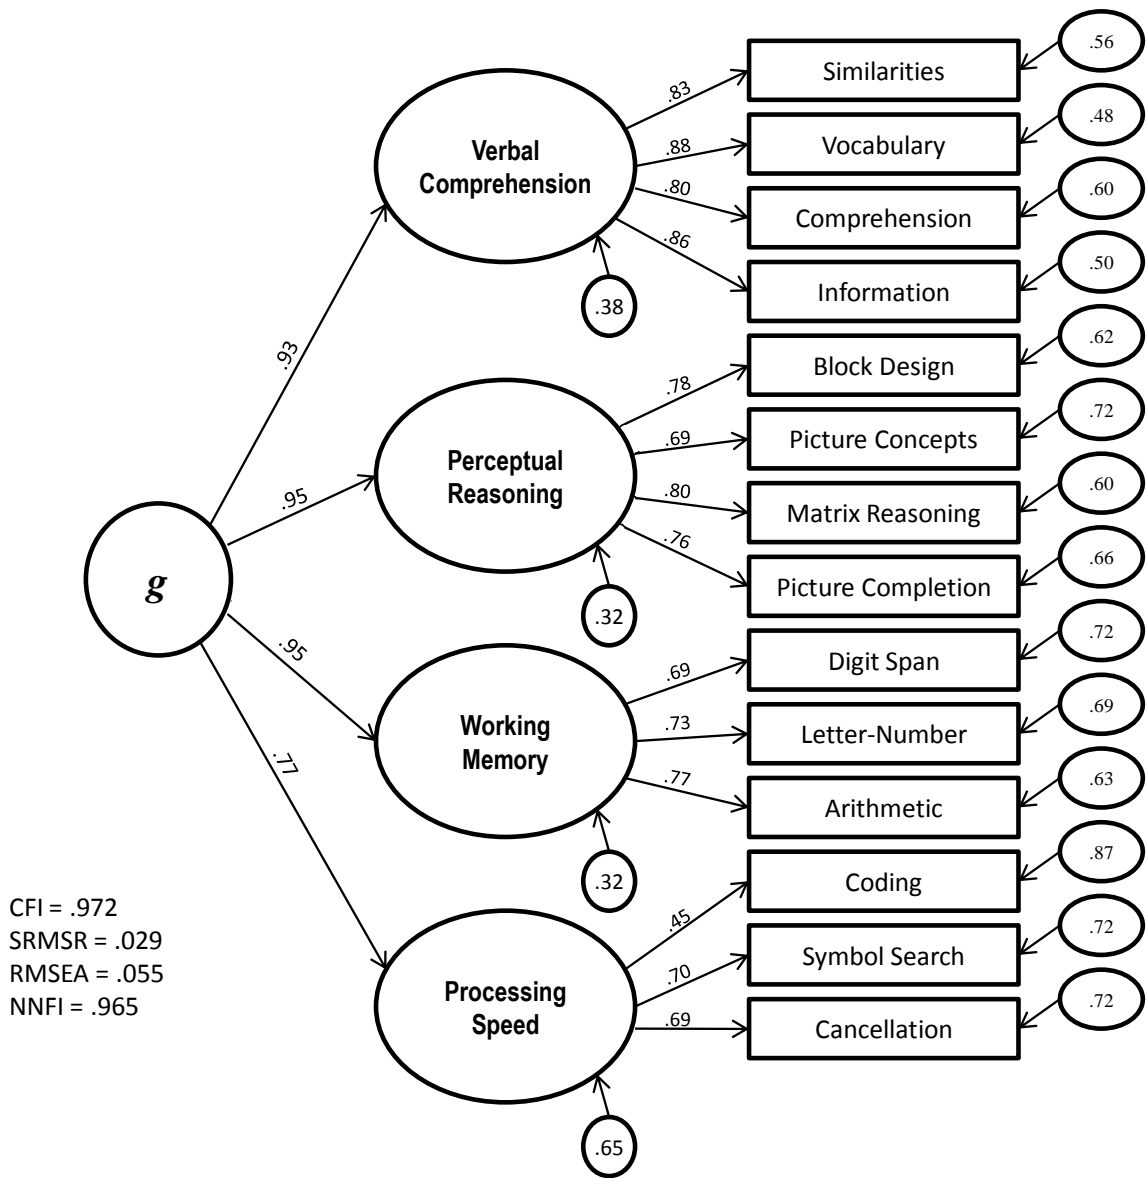 g
.93
.95
.95
.77
Verbal
Comprehension
.38
.83
.88
.80
.86
Similarities
.56
Vocabulary
.48
Comprehension
.60
Information
.50
Perceptual
Reasoning
.32
.78
.69
.80
.76
Block Design
.62
Picture Concepts
.72
Matrix Reasoning
.60
Picture Completion
.66
Working
Memory
.32
.69
.73
.77
Digit Span
.72
Letter-Number
.69
Arithmetic
.63
Processing
Speed
.65
.45
.70
.69
Coding
.87
Symbol Search
.72
Cancellation
.72
CFI = .972
SRMSR = .029
RMSEA = .055
NNFI = .965